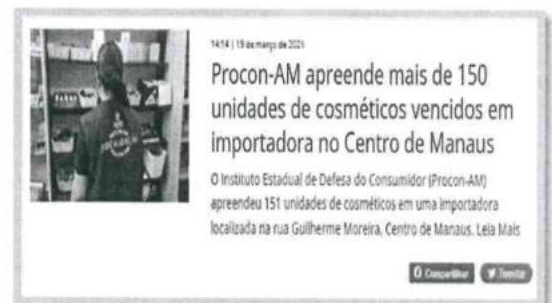 14:14 | 19 de março de 2021
Procon-AM apreende mais de 150
unidades de cosméticos vencidos em
importadora no Centro de Manaus
O Instituto Estadual de Defesa do Consumidor (Procon-AM)
apreendeu 151 unidades de cosméticos em uma importadora
localizada na rua Guilherme Moreira, Centro de Manaus. Leia Mais
Compartilhar Tweetar